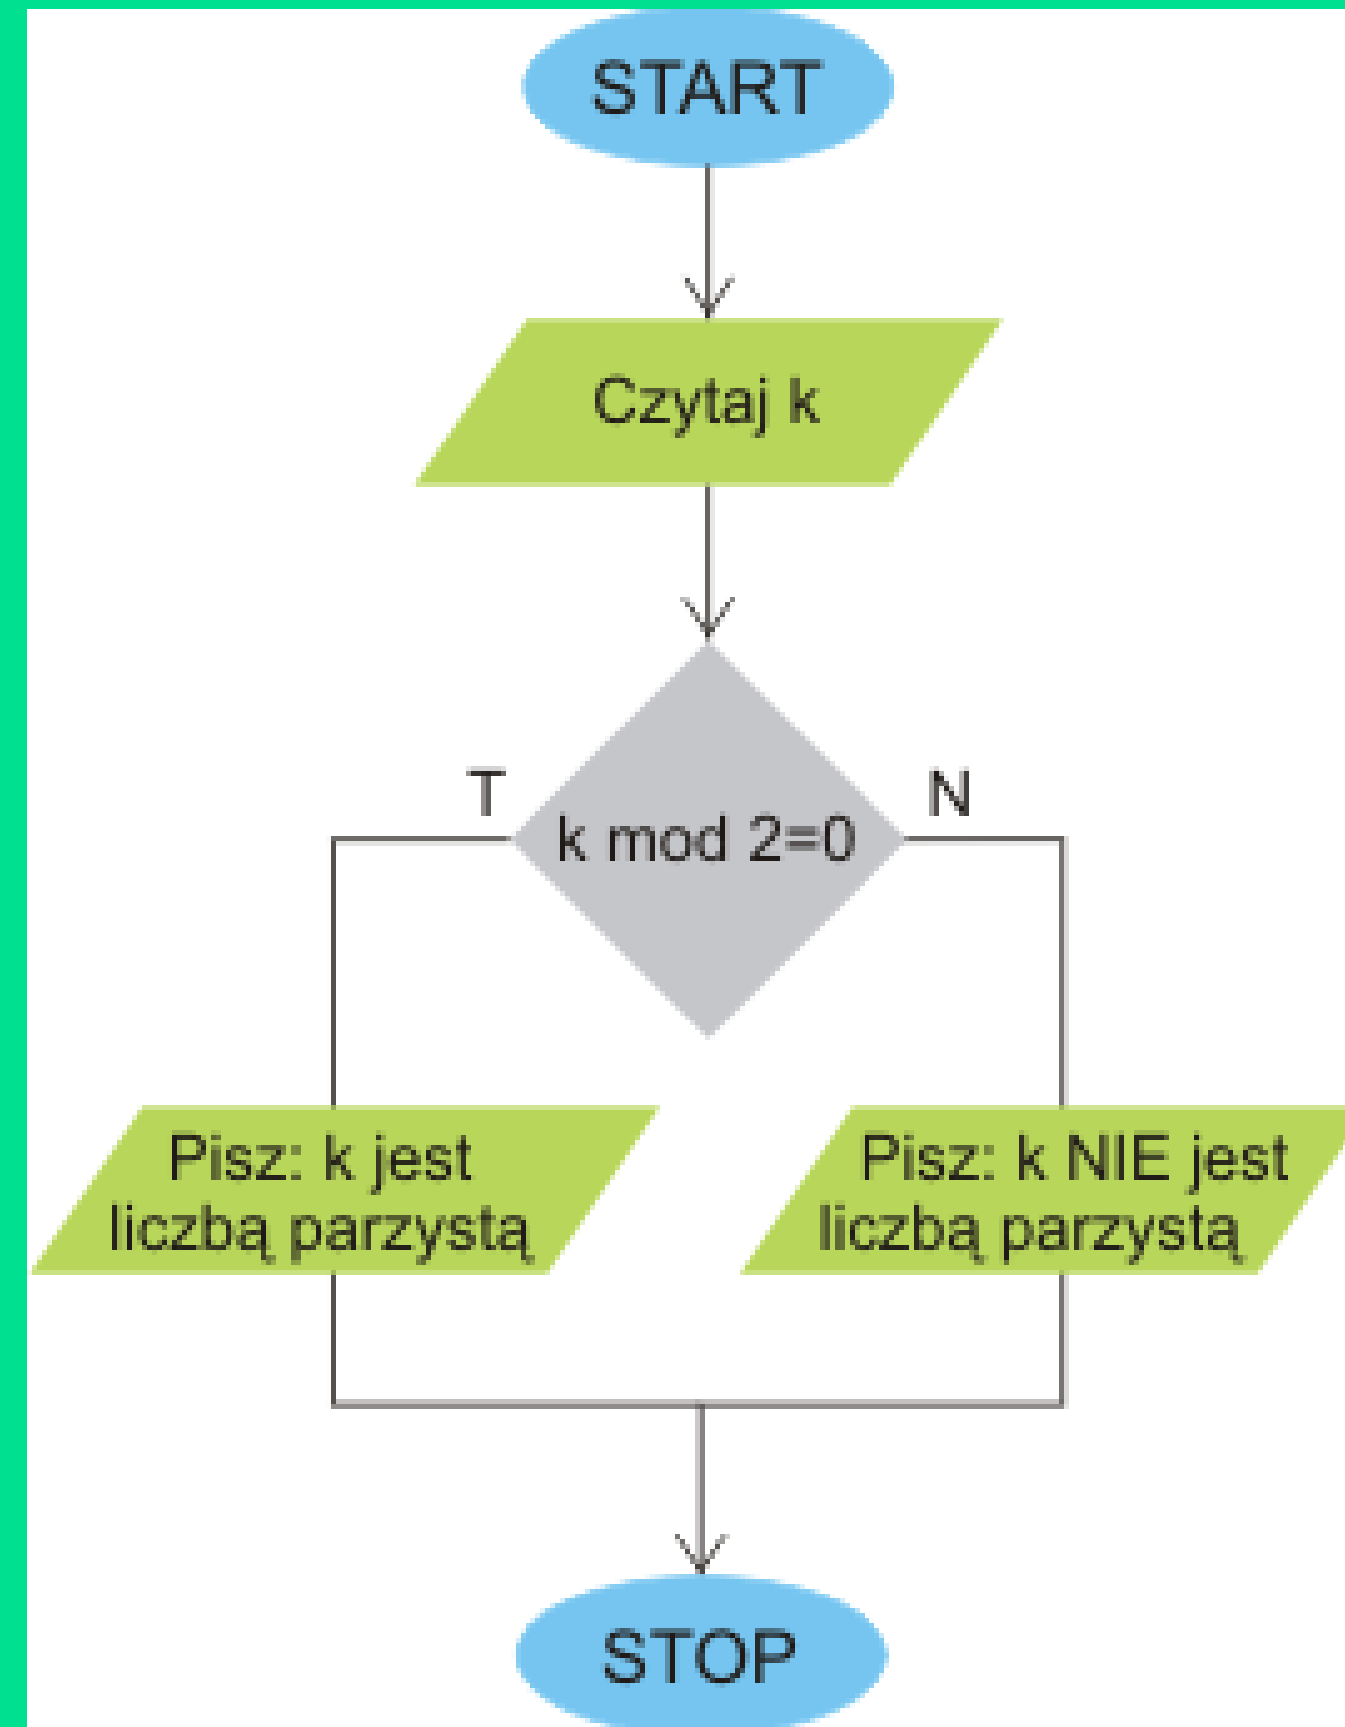 START
Czytaj k
T
N
k mod 2=0
Pisz: k jest
liczbą parzystą
Pisz: k NIE jest
liczbą parzystą
STOP